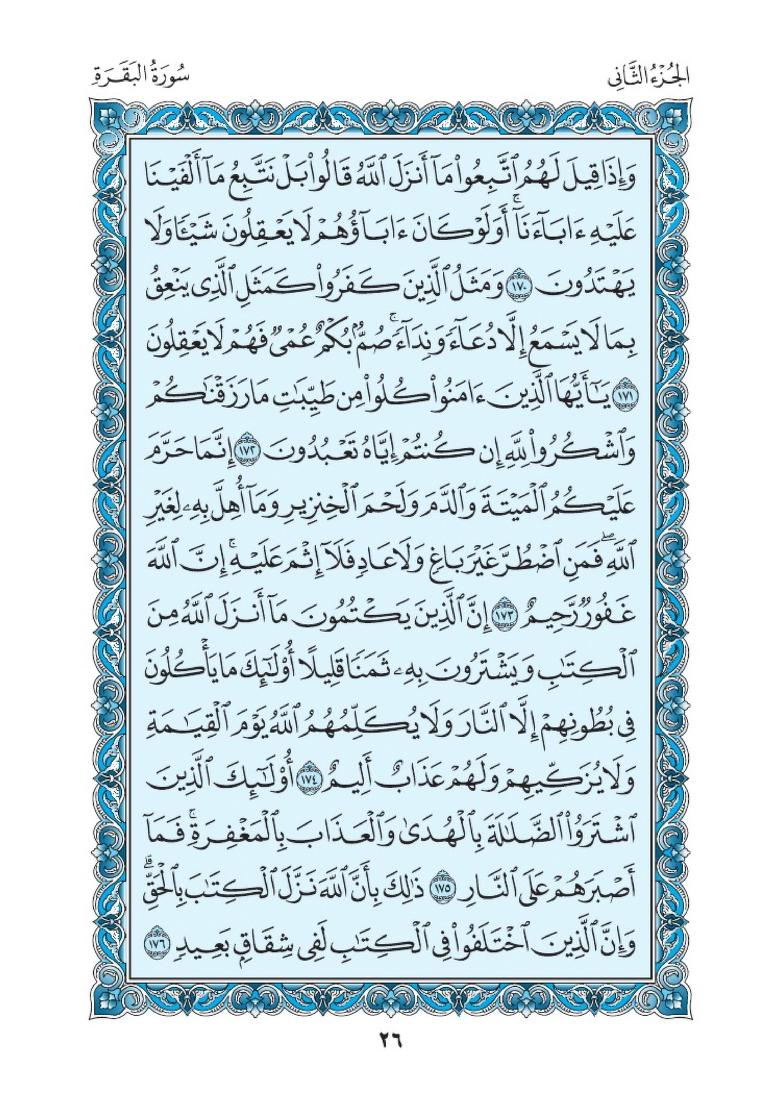 الجُزْءُ الثَّانِي
سُورَةُ البَقَرَةِ
وَإِذَا قِيلَ لَهُمُ ٱتَّبِعُوا۟ مَآ أَنزَلَ ٱللَّهُ قَالُوا۟ بَلْ نَتَّبِعُ مَآ أَلْفَيْنَا
عَلَيْهِ ءَابَآءَنَآ ۗ أَوَلَوْ كَانَ ءَابَآؤُهُمْ لَا يَعْقِلُونَ شَيْـًٔا وَلَا
يَهْتَدُونَ ١٧٠ وَمَثَلُ ٱلَّذِينَ كَفَرُوا۟ كَمَثَلِ ٱلَّذِى يَنْعِقُ
بِمَا لَا يَسْمَعُ إِلَّا دُعَآءً وَنِدَآءً ۚ صُمٌّۢ بُكْمٌ عُمْىٌ فَهُمْ لَا يَعْقِلُونَ
١٧١ يَـٰٓأَيُّهَا ٱلَّذِينَ ءَامَنُوا۟ كُلُوا۟ مِن طَيِّبَـٰتِ مَا رَزَقْنَـٰكُمْ
وَٱشْكُرُوا۟ لِلَّهِ إِن كُنتُمْ إِيَّاهُ تَعْبُدُونَ ١٧٢ إِنَّمَا حَرَّمَ
عَلَيْكُمُ ٱلْمَيْتَةَ وَٱلدَّمَ وَلَحْمَ ٱلْخِنزِيرِ وَمَآ أُهِلَّ بِهِۦ لِغَيْرِ
ٱللَّهِ ۖ فَمَنِ ٱضْطُرَّ غَيْرَ بَاغٍ وَلَا عَادٍ فَلَآ إِثْمَ عَلَيْهِ ۚ إِنَّ ٱللَّهَ
غَفُورٌ رَّحِيمٌ ١٧٣ إِنَّ ٱلَّذِينَ يَكْتُمُونَ مَآ أَنزَلَ ٱللَّهُ مِنَ
ٱلْكِتَـٰبِ وَيَشْتَرُونَ بِهِۦ ثَمَنًا قَلِيلًا أُو۟لَـٰٓئِكَ مَا يَأْكُلُونَ
فِى بُطُونِهِمْ إِلَّا ٱلنَّارَ وَلَا يُكَلِّمُهُمُ ٱللَّهُ يَوْمَ ٱلْقِيَـٰمَةِ
وَلَا يُزَكِّيهِمْ وَلَهُمْ عَذَابٌ أَلِيمٌ ١٧٤ أُو۟لَـٰٓئِكَ ٱلَّذِينَ
ٱشْتَرَوُا۟ ٱلضَّلَـٰلَةَ بِٱلْهُدَىٰ وَٱلْعَذَابَ بِٱلْمَغْفِرَةِ ۚ فَمَآ
أَصْبَرَهُمْ عَلَى ٱلنَّارِ ١٧٥ ذَٰلِكَ بِأَنَّ ٱللَّهَ نَزَّلَ ٱلْكِتَـٰبَ بِٱلْحَقِّ ۗ
وَإِنَّ ٱلَّذِينَ ٱخْتَلَفُوا۟ فِى ٱلْكِتَـٰبِ لَفِى شِقَاقٍۭ بَعِيدٍ ١٧٦
٢٦